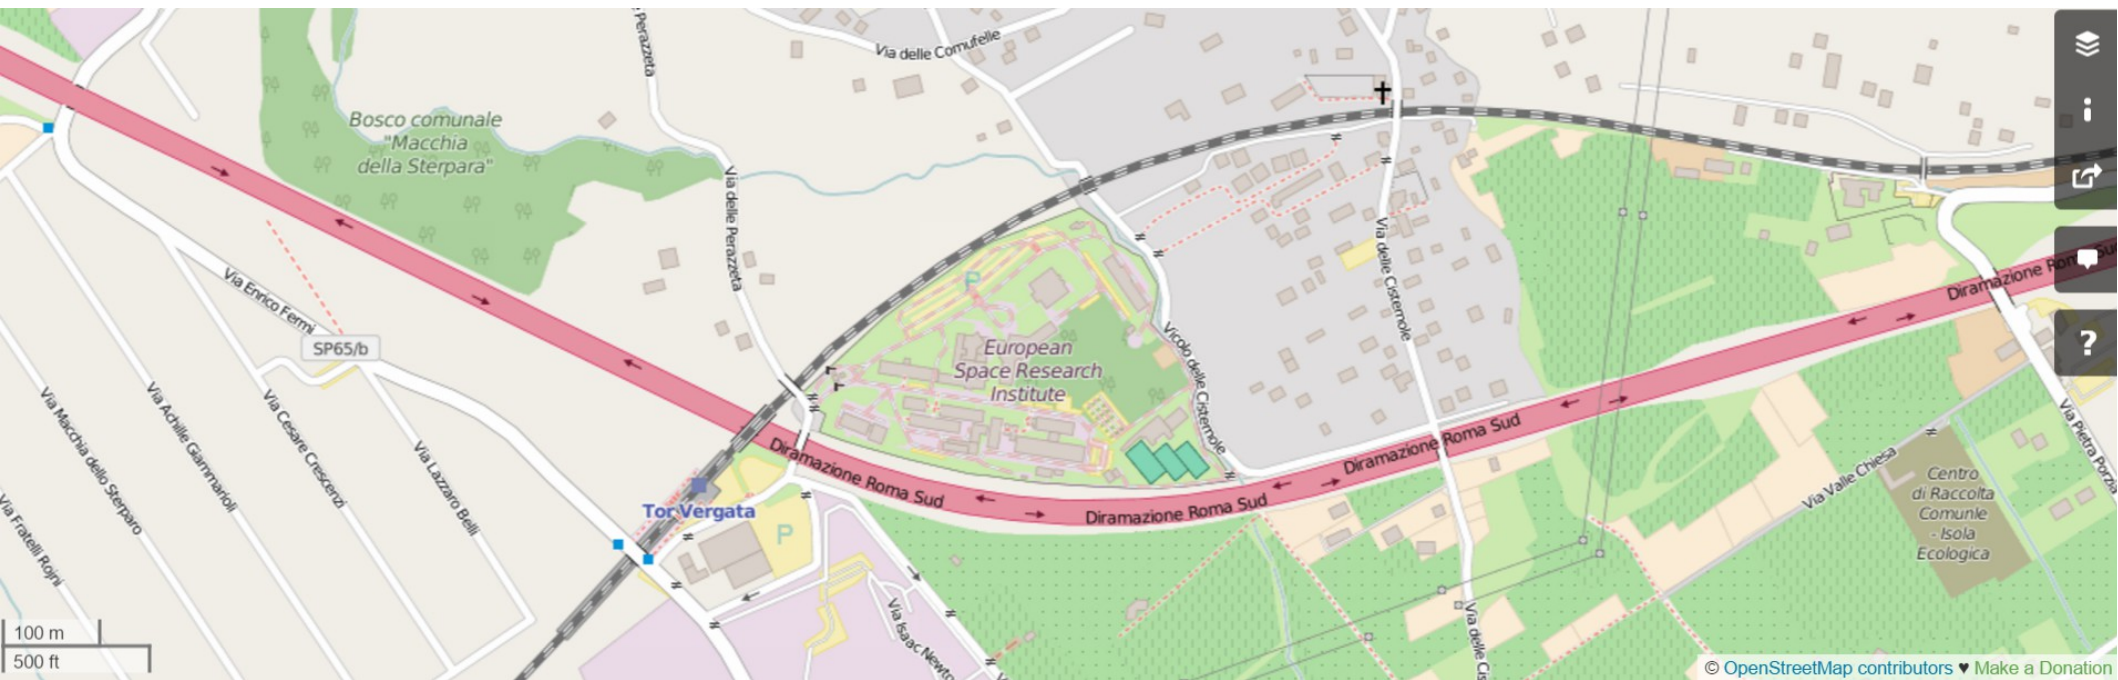 Perazzeta
Via delle Comufelle
Bosco comunale
"Macchia
della Sterpara"
Via delle Perazzeta
Via delle Cisternole
Diramazione Roma Sud
Via Enrico Fermi
SP65/b
European
Space Research
Institute
P
Vicolo delle Cisternole
Via Macchia dello Sterparo
Via Achille Giammarioli
Via Cesare Crescenzi
Via Lazzaro Belli
Via Fratelli Rojni
Diramazione Roma Sud
Diramazione Roma Sud
Diramazione Roma Sud
Tor Vergata
P
Via Valle Chiesa
Centro
di Raccolta
Comunle
- Isola
Ecologica
Via Pietra Porzia
Via Isaac Newto
Via delle Cis
?
100 m
500 ft
© OpenStreetMap contributors ♥ Make a Donation